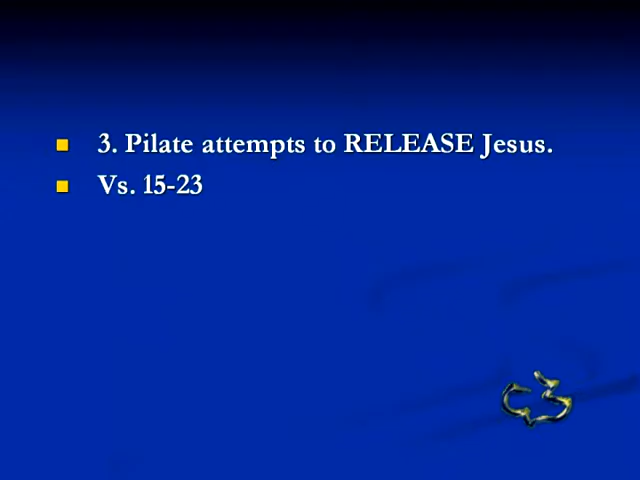 3. Pilate attempts to RELEASE Jesus.
Vs. 15-23